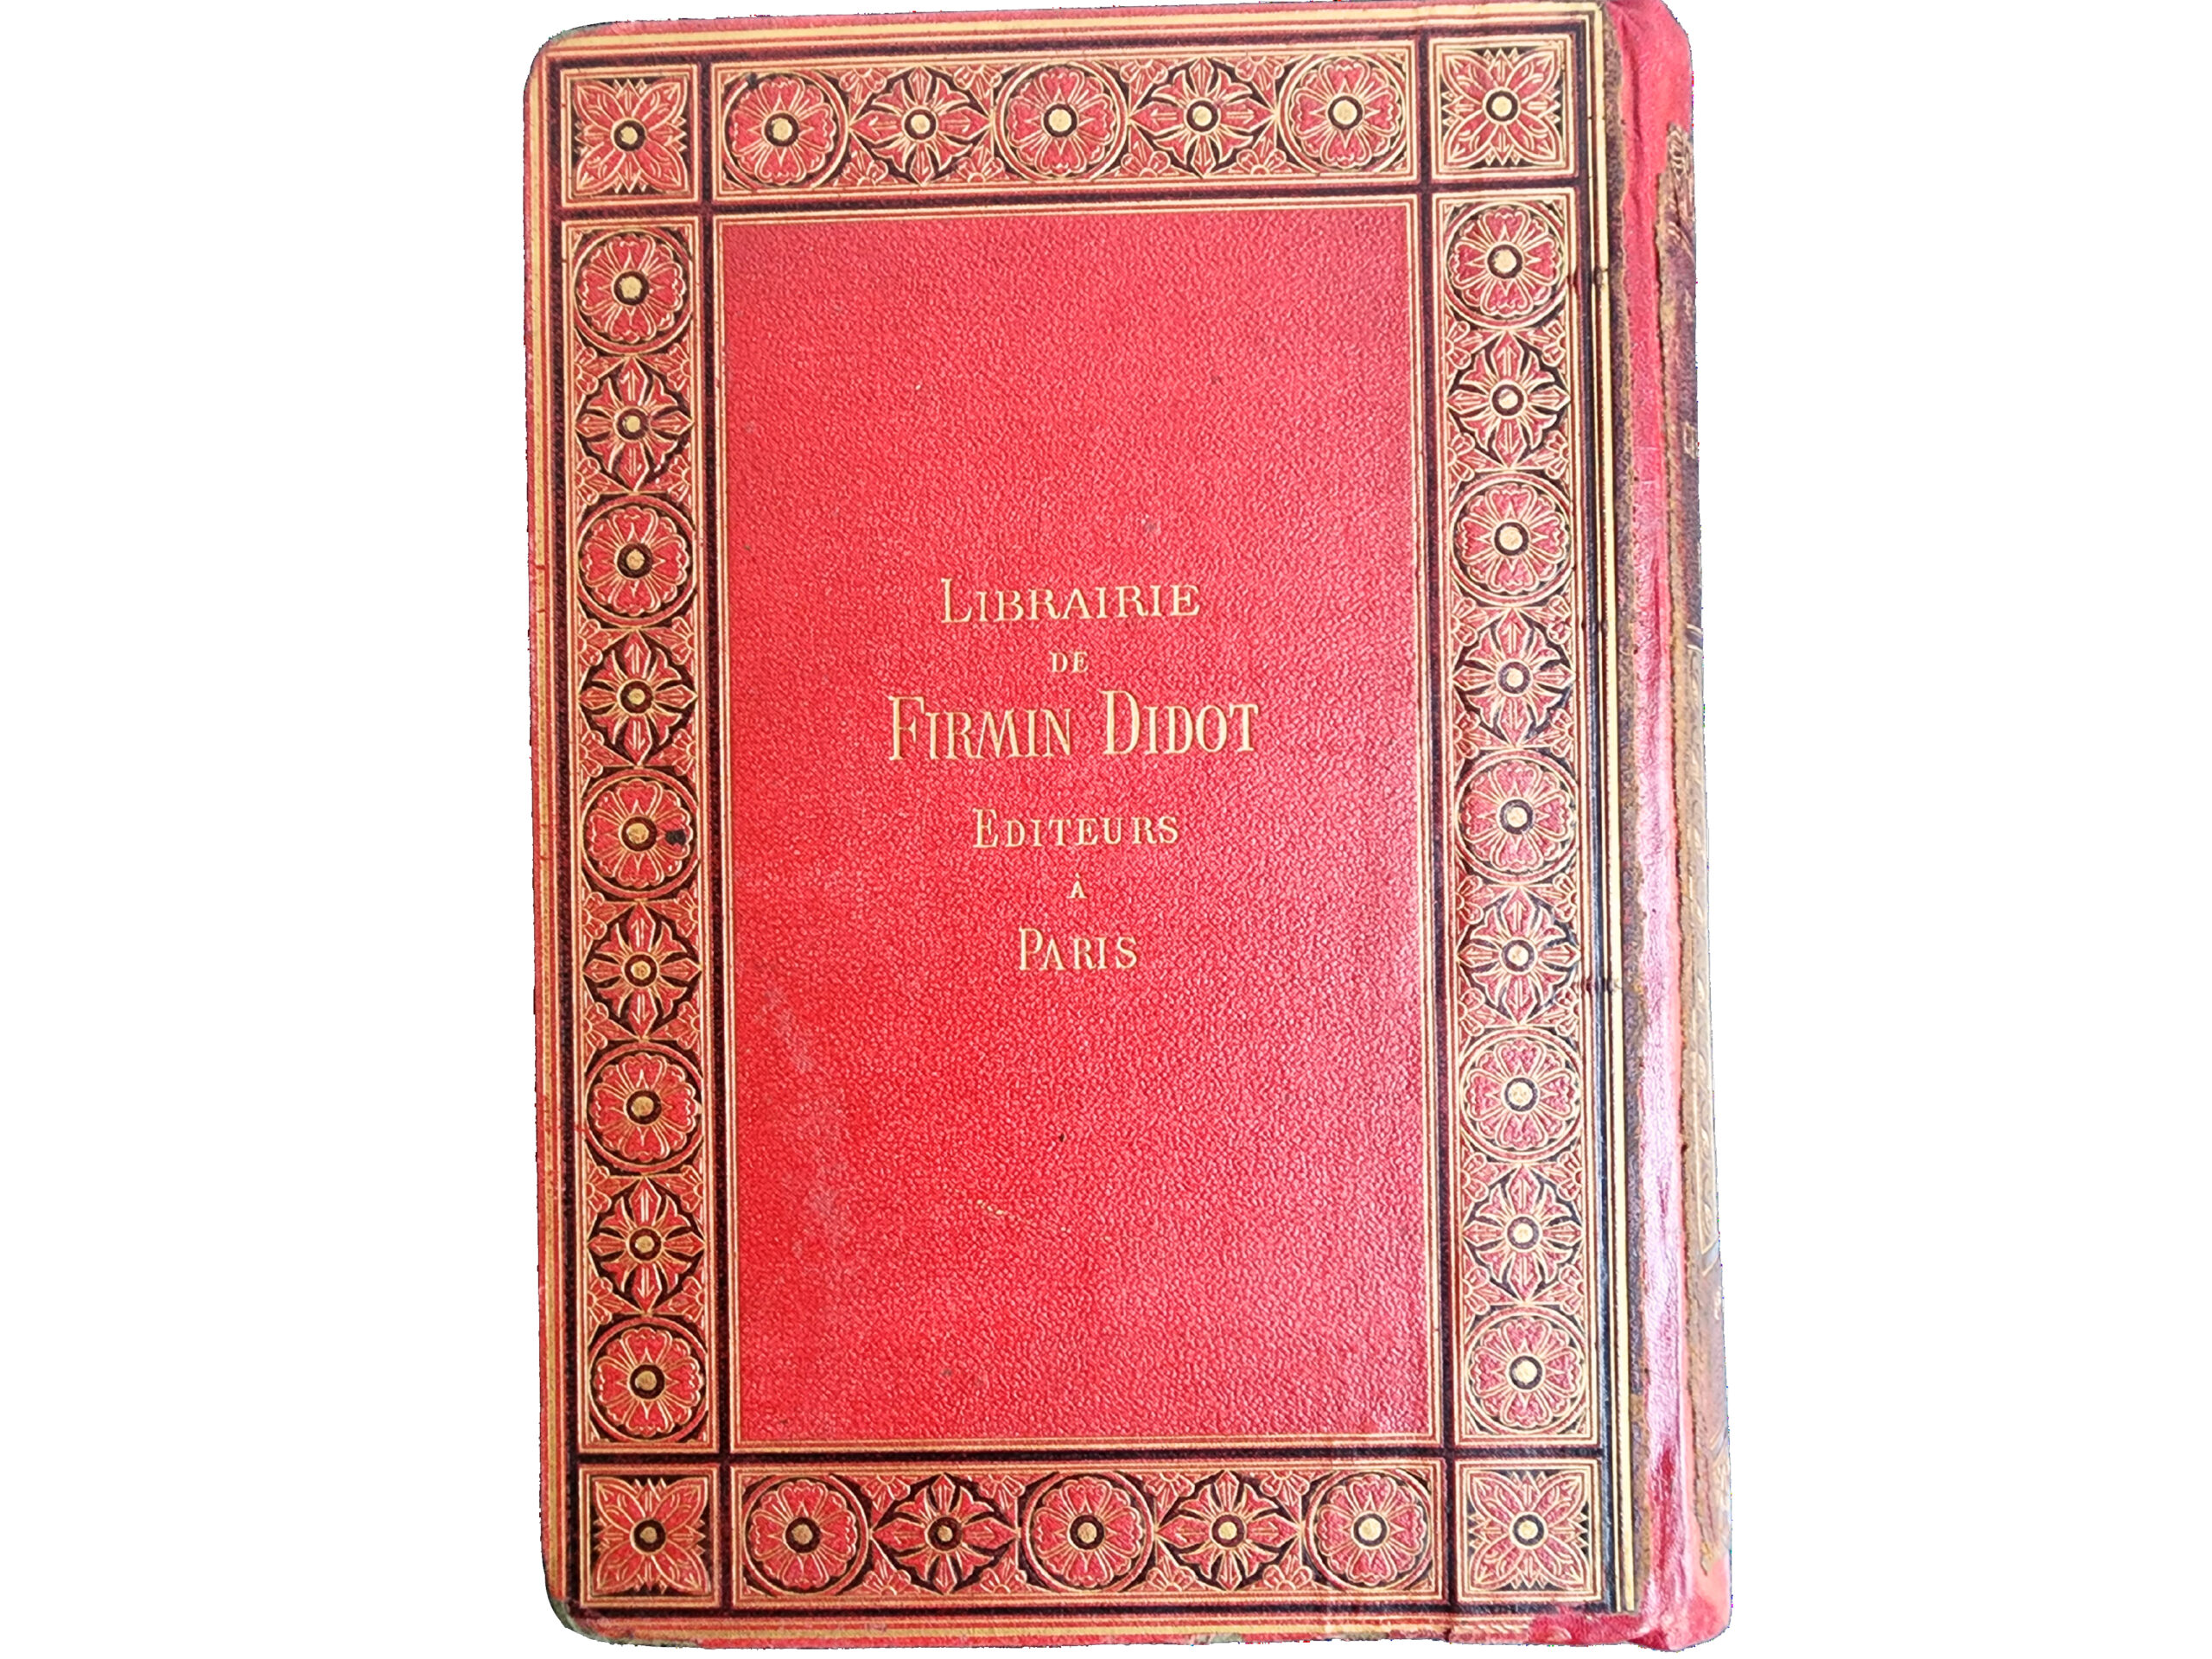 LIBRAIRIE
DE
FIRMIN DIDOT
EDITEURS
À
PARIS